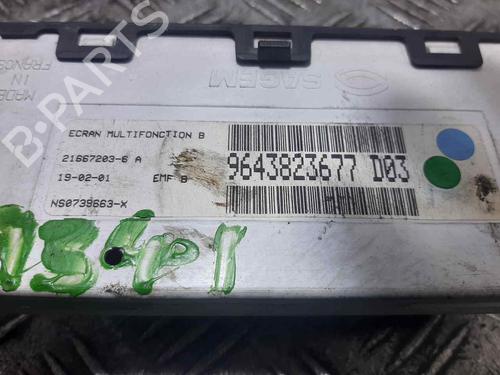 MADE
IN
FRANCE
SAGEM
ECRAN MULTIFONCTION B
21667203-6 A
19-02-01 EMF B
9643823677 D03
NS0739663-X
B-Parts